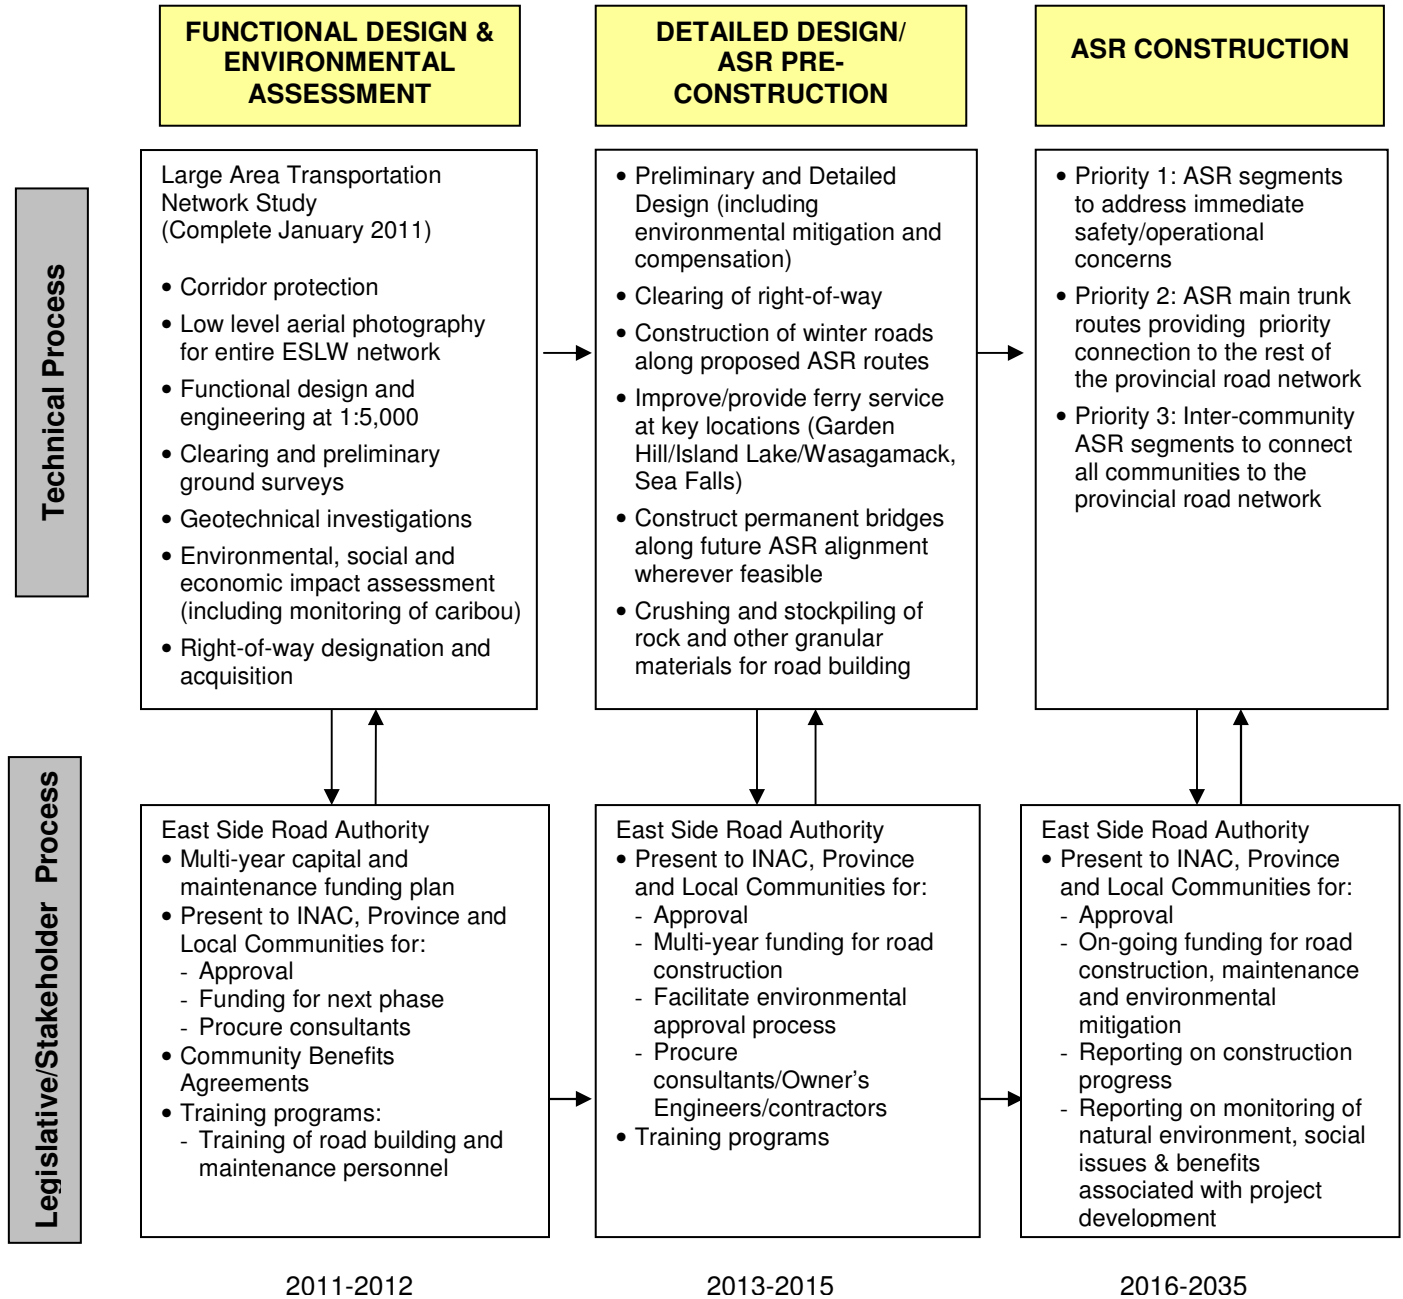 FUNCTIONAL DESIGN &
ENVIRONMENTAL
ASSESSMENT
DETAILED DESIGN/
ASR PRE-
CONSTRUCTION
ASR CONSTRUCTION
Technical Process
Large Area Transportation
Network Study
(Complete January 2011)
• Corridor protection
• Low level aerial photography
for entire ESLW network
• Functional design and
engineering at 1:5,000
• Clearing and preliminary
ground surveys
• Geotechnical investigations
• Environmental, social and
economic impact assessment
(including monitoring of caribou)
• Right-of-way designation and
acquisition
• Preliminary and Detailed
Design (including
environmental mitigation and
compensation)
• Clearing of right-of-way
• Construction of winter roads
along proposed ASR routes
• Improve/provide ferry service
at key locations (Garden
Hill/Island Lake/Wasagamack,
Sea Falls)
• Construct permanent bridges
along future ASR alignment
wherever feasible
• Crushing and stockpiling of
rock and other granular
materials for road building
• Priority 1: ASR segments
to address immediate
safety/operational
concerns
• Priority 2: ASR main trunk
routes providing priority
connection to the rest of
the provincial road network
• Priority 3: Inter-community
ASR segments to connect
all communities to the
provincial road network
Legislative/Stakeholder Process
East Side Road Authority
• Multi-year capital and
maintenance funding plan
• Present to INAC, Province and
Local Communities for:
- Approval
- Funding for next phase
- Procure consultants
• Community Benefits
Agreements
• Training programs:
- Training of road building and
maintenance personnel
East Side Road Authority
• Present to INAC, Province
and Local Communities for:
- Approval
- Multi-year funding for road
construction
- Facilitate environmental
approval process
- Procure
consultants/Owner's
Engineers/contractors
• Training programs
East Side Road Authority
• Present to INAC, Province
and Local Communities for:
- Approval
- On-going funding for road
construction, maintenance
and environmental
mitigation
- Reporting on construction
progress
- Reporting on monitoring of
natural environment, social
issues & benefits
associated with project
development
2011-2012
2013-2015
2016-2035